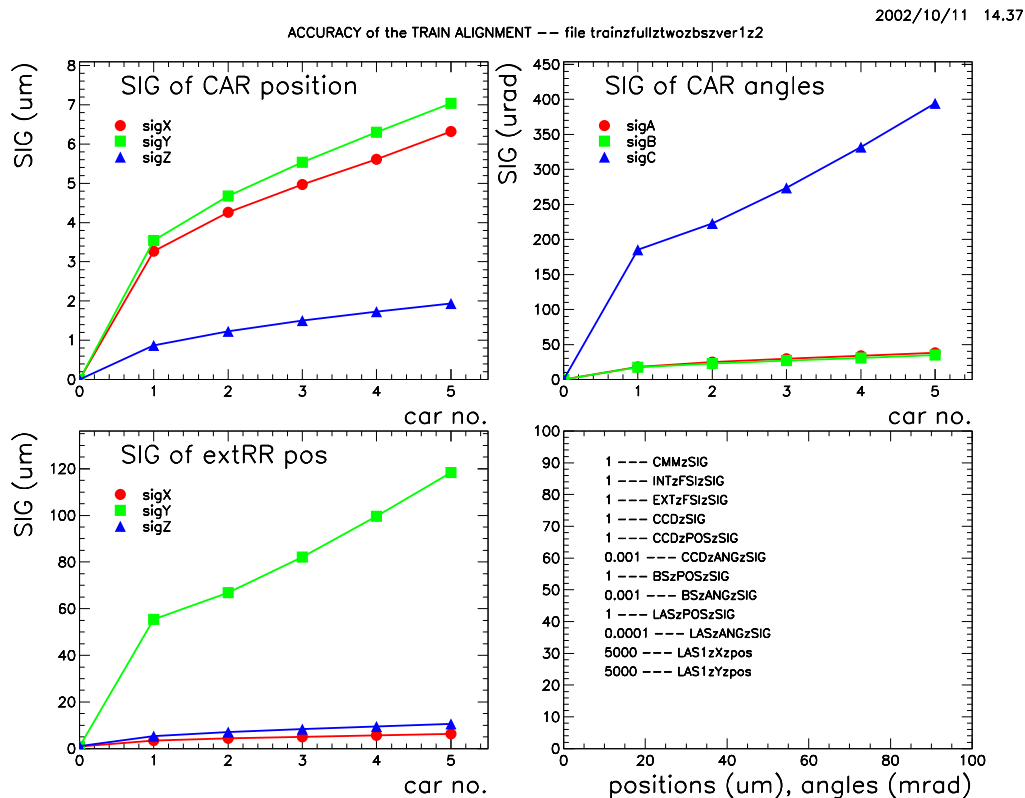 2002/10/11 14.37
ACCURACY of the TRAIN ALIGNMENT -- file trainzfullztwozbszver1z2
SIG of CAR position
SIG (um)
sigX
sigY
sigZ
8
7
6
5
4
3
2
1
0
0 1 2 3 4 5
car no.
SIG of CAR angles
SIG (urad)
sigA
sigB
sigC
450
400
350
300
250
200
150
100
50
0
0 1 2 3 4 5
car no.
SIG of extRR pos
SIG (um)
sigX
sigY
sigZ
120
100
80
60
40
20
0
0 1 2 3 4 5
car no.
100
90
80
70
60
50
40
30
20
10
0
1 --- CMMzSIG
1 --- INTzFSIzSIG
1 --- EXTzFSIzSIG
1 --- CCDzSIG
1 --- CCDzPOSzSIG
0.001 --- CCDzANGzSIG
1 --- BSzPOSzSIG
0.001 --- BSzANGzSIG
1 --- LASzPOSzSIG
0.0001 --- LASzANGzSIG
5000 --- LAS1zXzpos
5000 --- LAS1zYzpos
0 20 40 60 80 100
positions (um), angles (mrad)